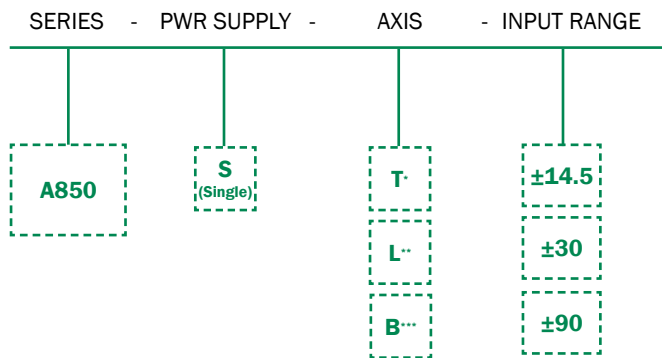 SERIES - PWR SUPPLY - AXIS - INPUT RANGE
A850
S
(Single)
T*
±14.5
L**
±30
B***
±90